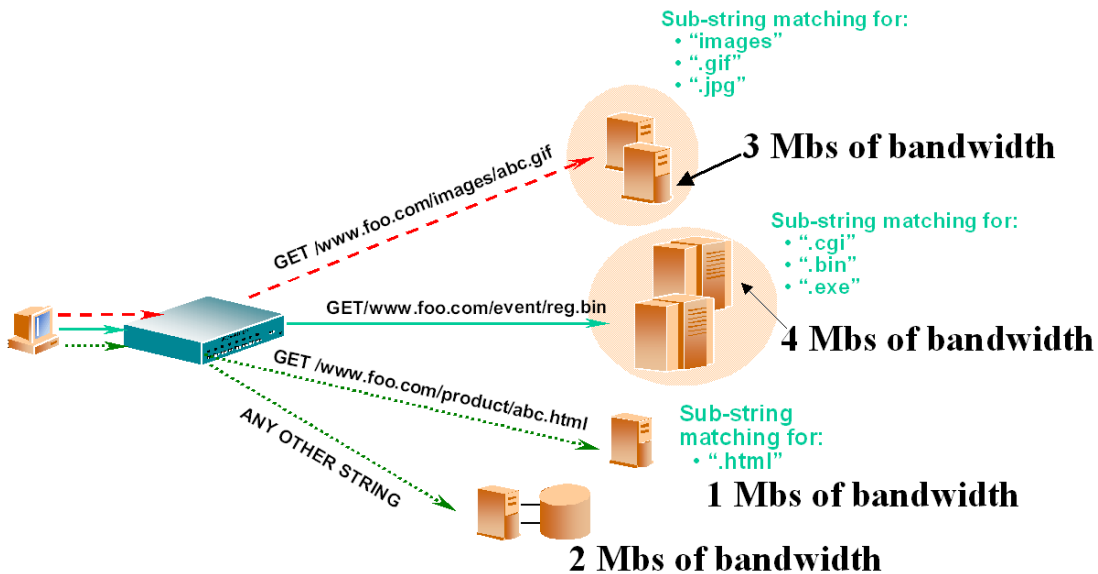 Sub-string matching for:
• “images”
• “.gif”
• “.jpg”
3 Mbs of bandwidth
GET /www.foo.com/images/abc.gif
Sub-string matching for:
• “.cgi”
• “.bin”
• “.exe”
GET/www.foo.com/event/reg.bin
4 Mbs of bandwidth
GET /www.foo.com/product/abc.html
Sub-string
matching for:
• “.html”
ANY OTHER STRING
1 Mbs of bandwidth
2 Mbs of bandwidth